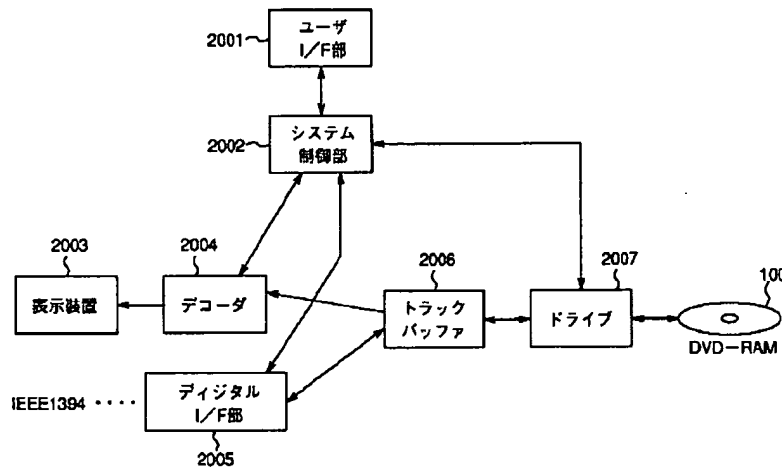 2001
ユーザ
I/F部
2002
システム
制御部
2003
表示装置
2004
デコーダ
2006
トラック
バッファ
2007
ドライブ
100
DVD-RAM
IEEE1394 ‥‥
ディジタル
I/F部
2005